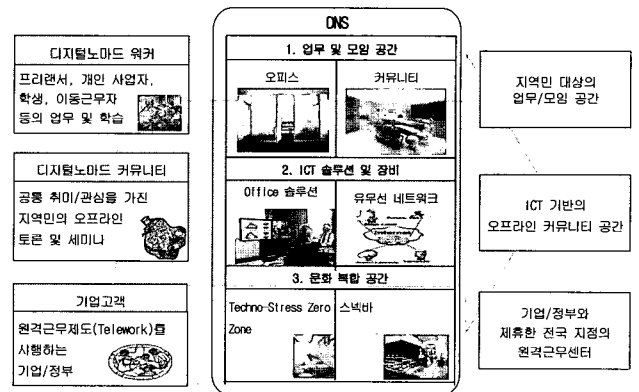 DNS
디지털노마드 워커
프리랜서, 개인 사업자,
학생, 이동근무자
등의 업무 및 학습
디지털노마드 커뮤니티
공통 취미/관심을 가진
지역민의 오프라인
토론 및 세미나
기업고객
원격근무제도(Telework)를
시행하는
기업/정부
1. 업무 및 모임 공간
오피스
커뮤니티
2. ICT 솔루션 및 장비
Office 솔루션
유무선 네트워크
3. 문화 복합 공간
Techno-Stress Zero
Zone
스넥바
지역민 대상의
업무/모임 공간
ICT 기반의
오프라인 커뮤니티 공간
기업/정부와
제휴한 전국 지점의
원격근무센터